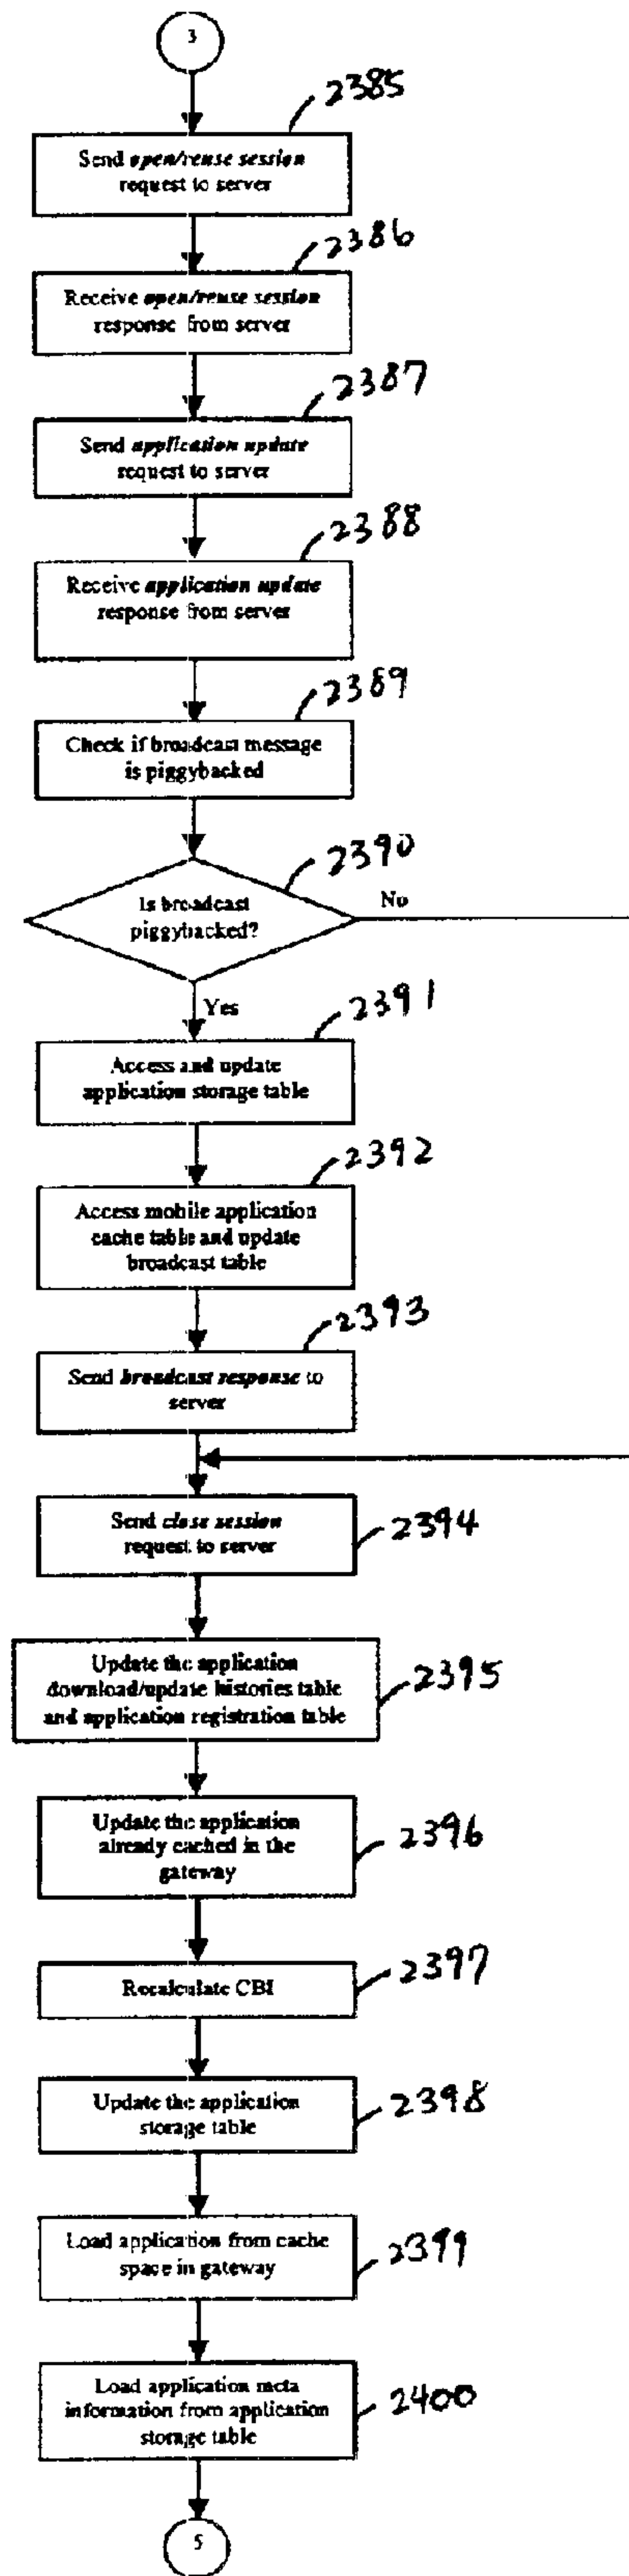 3
2385
Send open/reuse session
request to server
2386
Receive open/reuse session
response from server
2387
Send application update
request to server
2388
Receive application update
response from server
2389
Check if broadcast message
is piggybacked
2390
Is broadcast
piggybacked?
No
Yes
2391
Access and update
application storage table
2392
Access mobile application
cache table and update
broadcast table
2393
Send broadcast response to
server
Send close session
request to server
2394
Update the application
download/update histories table
and application registration table
2395
Update the application
already cached in the
gateway
2396
Recalculate CBI
2397
Update the application
storage table
2398
Load application from cache
space in gateway
2399
Load application meta
information from application
storage table
2400
5